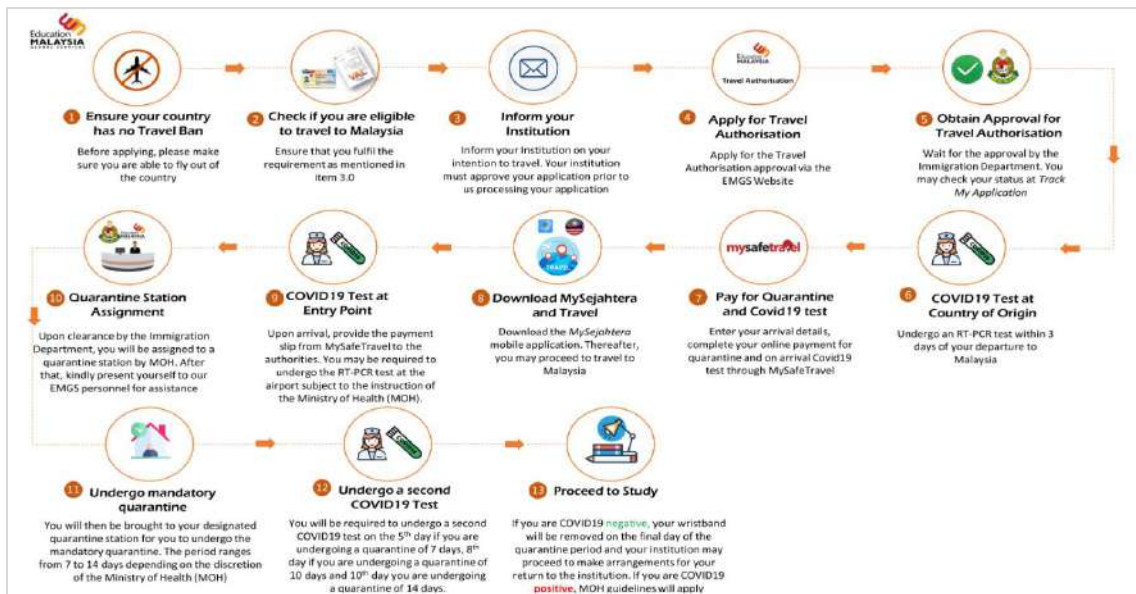 Education
MALAYSIA
GLOBAL SERVICES
1 Ensure your country
has no Travel Ban
Before applying, please make
sure you are able to fly out of
the country
2 Check if you are eligible
to travel to Malaysia
Ensure that you fulfil the
requirement as mentioned in
item 3.0
3 Inform your
Institution
Inform your Institution on your
intention to travel. Your institution
must approve your application prior to
us processing your application
Education
MALAYSIA
Travel Authorisation
4 Apply for Travel
Authorisation
Apply for the Travel
Authorisation approval via the
EMGS Website
5 Obtain Approval for
Travel Authorisation
Wait for the approval by the
Immigration Department. You
may check your status at Track
My Application
6 COVID19 Test at
Country of Origin
Undergo an RT-PCR test within 3
days of your departure to
Malaysia
mysafetravel
7 Pay for Quarantine
and Covid19 test
Enter your arrival details,
complete your online payment for
quarantine and on arrival Covid19
test through MySafeTravel
TRAVEL
8 Download MySejahtera
and Travel
Download the MySejahtera
mobile application. Thereafter,
you may proceed to travel to
Malaysia
9 COVID19 Test at
Entry Point
Upon arrival, provide the payment
slip from MySafeTravel to the
authorities. You may be required to
undergo the RT-PCR test at the
airport subject to the instruction of
the Ministry of Health (MOH).
Education
MALAYSIA
10 Quarantine Station
Assignment
Upon clearance by the Immigration
Department, you will be assigned to a
quarantine station by MOH. After
that, kindly present yourself to our
EMGS personnel for assistance
11 Undergo mandatory
quarantine
You will then be brought to your designated
quarantine station for you to undergo the
mandatory quarantine. The period ranges
from 7 to 14 days depending on the discretion
of the Ministry of Health (MOH)
12 Undergo a second
COVID19 Test
You will be required to undergo a second
COVID19 test on the 5th day if you are
undergoing a quarantine of 7 days, 8th
day if you are undergoing a quarantine of
10 days and 10th day you are undergoing
a quarantine of 14 days.
13 Proceed to Study
If you are COVID19 negative, your wristband
will be removed on the final day of the
quarantine period and your institution may
proceed to make arrangements for your
return to the institution. If you are COVID19
positive, MOH guidelines will apply